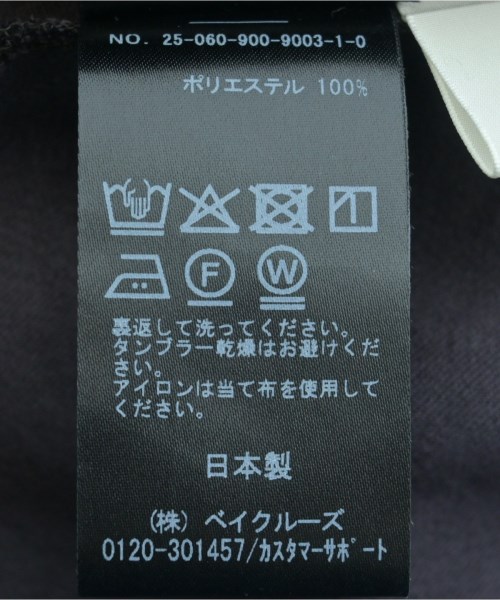 NO. 25-060-900-9003-1-0
ポリエステル 100%
F
W
裏返して洗ってください。
タンブラー乾燥はお避けくだ
さい。
アイロンは当て布を使用して
ください。
日本製
(株) ベイクルーズ
0120-301457/カスタマーサポート